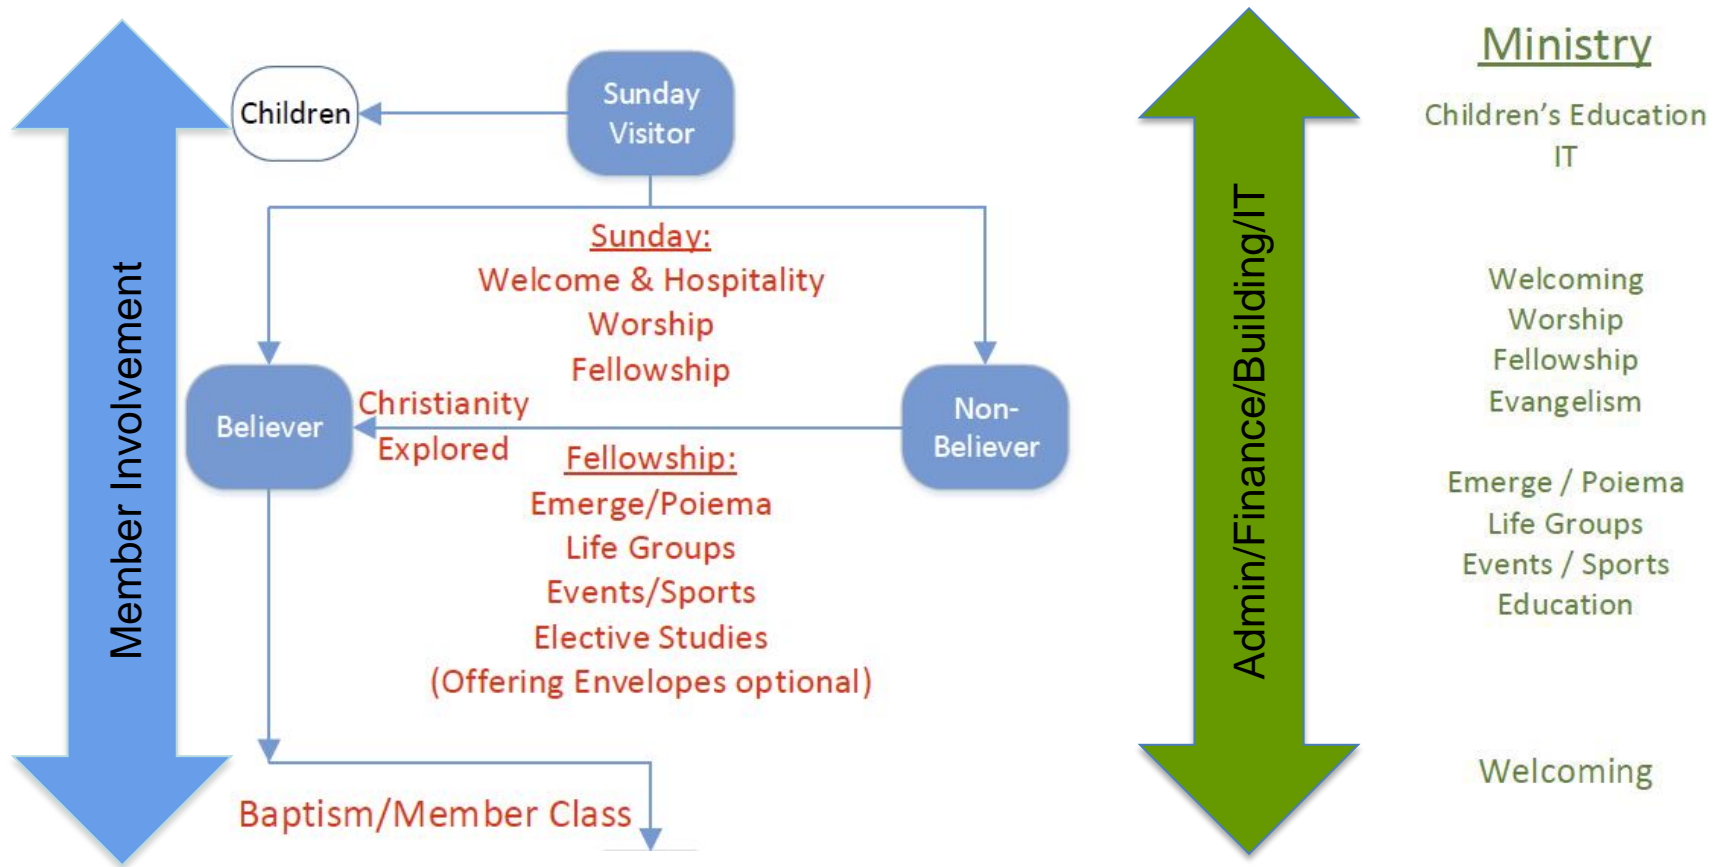 Member Involvement
Children
Sunday
Visitor
Sunday:
Welcome & Hospitality
Worship
Fellowship
Believer
Christianity
Explored
Non-
Believer
Fellowship:
Emerge/Poiema
Life Groups
Events/Sports
Elective Studies
(Offering Envelopes optional)
Baptism/Member Class
Admin/Finance/Building/IT
Ministry
Children's Education
IT
Welcoming
Worship
Fellowship
Evangelism
Emerge / Poiema
Life Groups
Events / Sports
Education
Welcoming